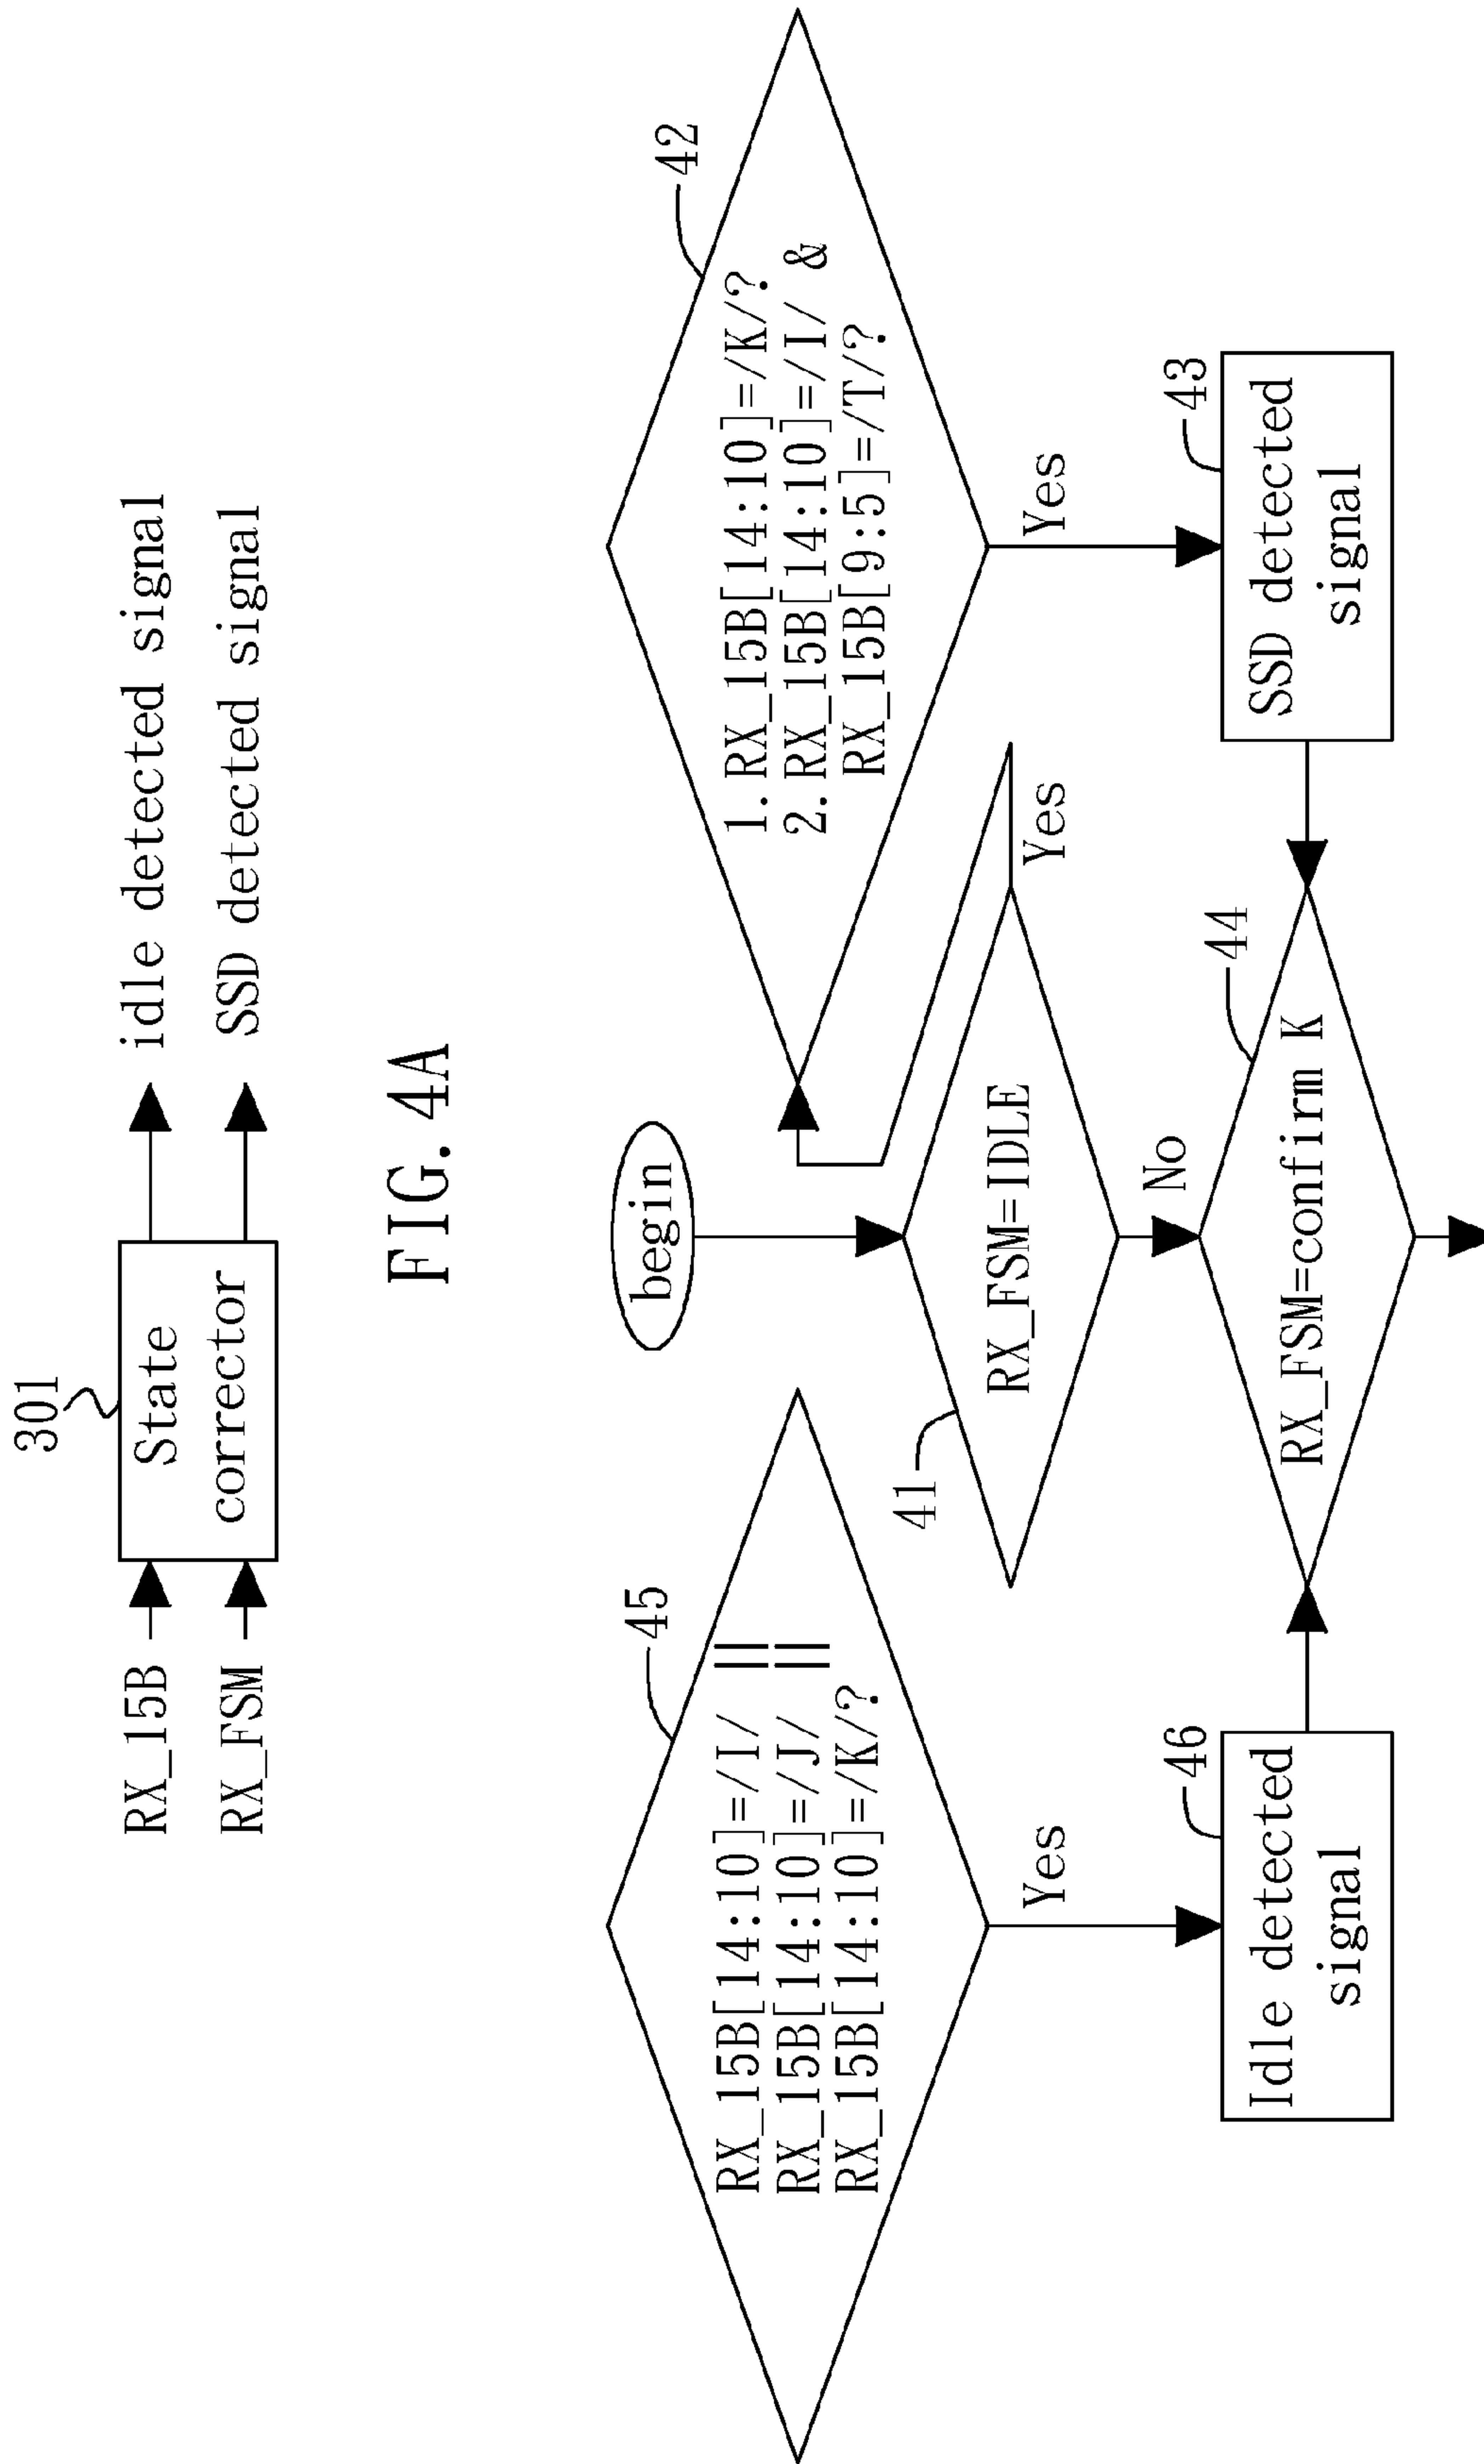 301
RX_15B
RX_FSM
State
corrector
idle detected signal
SSD detected signal
FIG. 4A
begin
45
RX_15B[14:10]=/I/ ||
RX_15B[14:10]=/J/ ||
RX_15B[14:10]=/K/?
Yes
46
Idle detected
signal
41
RX_FSM=IDLE
Yes
No
42
1. RX_15B[14:10]=/K/?
2. RX_15B[14:10]=/I/ &
RX_15B[9:5]=/T/?
Yes
43
SSD detected
signal
44
RX_FSM=confirm K